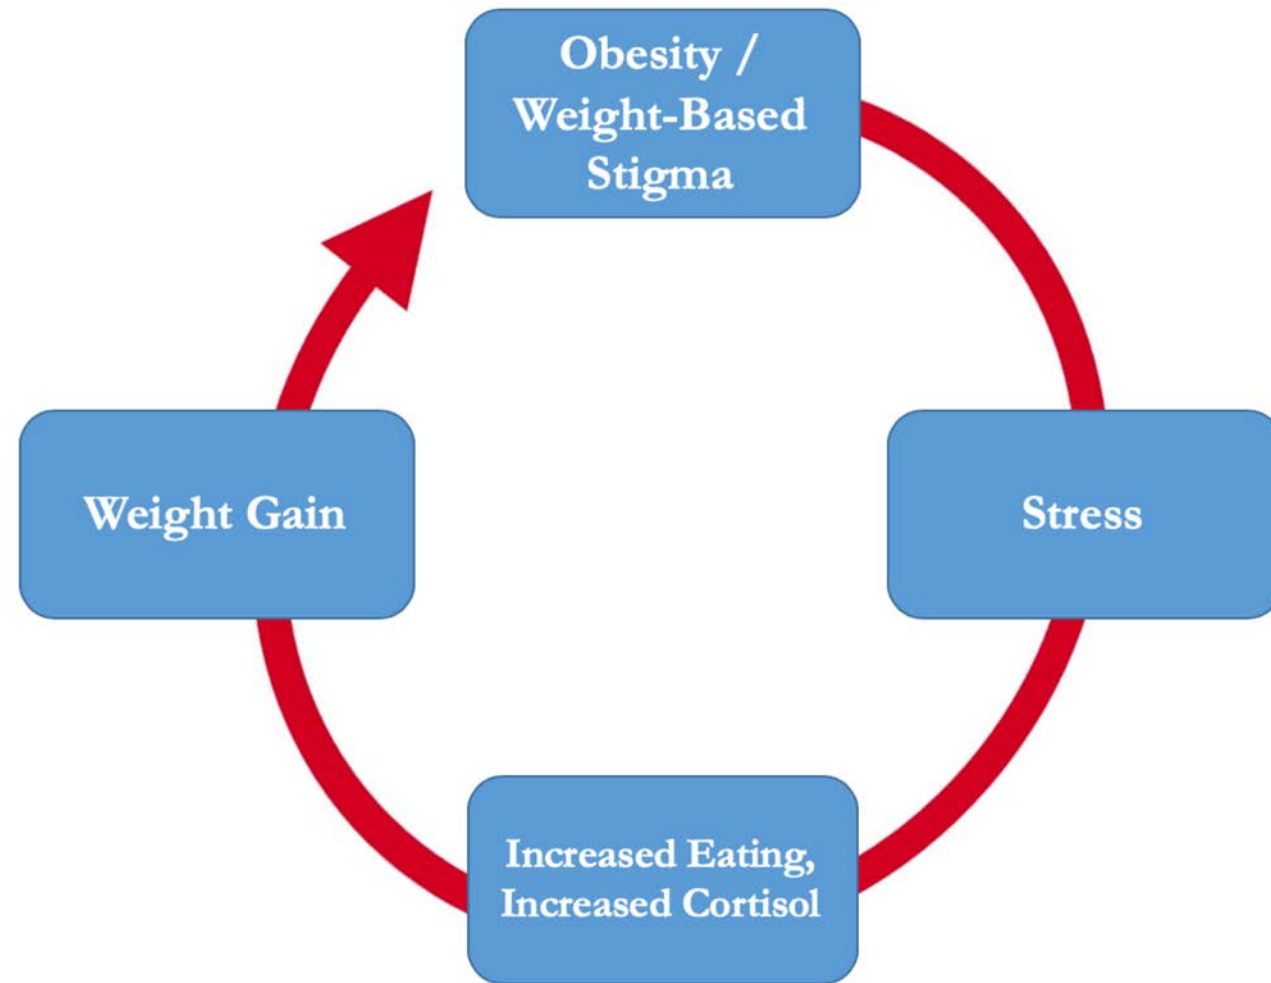 Obesity /
Weight-Based
Stigma
Weight Gain
Stress
Increased Eating,
Increased Cortisol